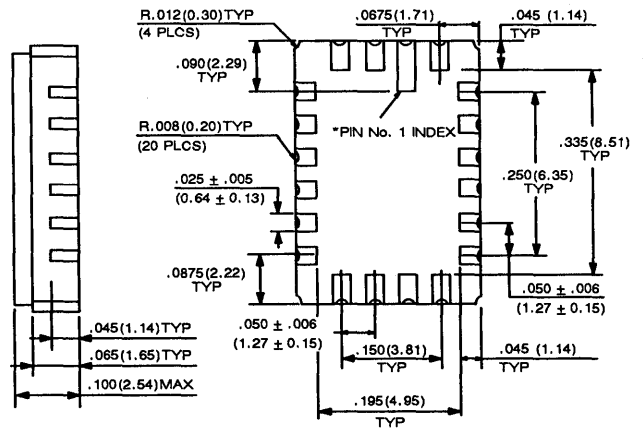 R.012(0.30)TYP
(4 PLCS)
.0675(1.71)
TYP
.045 (1.14)
TYP
.090(2.29)
TYP
*PIN No. 1 INDEX
R.008(0.20)TYP
(20 PLCS)
.335(8.51)
TYP
.250(6.35)
TYP
.025 ± .005
(0.64 ± 0.13)
.0875(2.22)
TYP
.050 ± .006
(1.27 ± 0.15)
.045(1.14)TYP
.065(1.65)TYP
.100(2.54)MAX
.050 ± .006
(1.27 ± 0.15)
.150(3.81)
TYP
.045 (1.14)
TYP
.195(4.95)
TYP